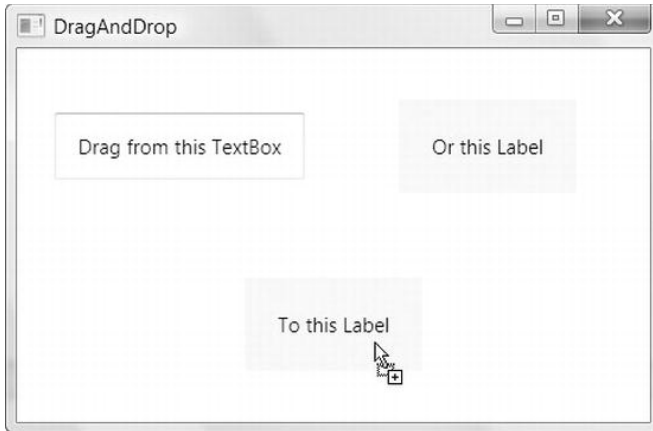 DragAndDrop
Drag from this TextBox
Or this Label
To this Label